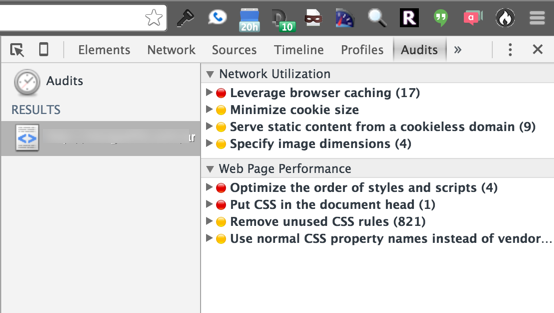 20h
10
R
a
Elements Network Sources Timeline Profiles Audits »
Audits
RESULTS
Network Utilization
Leverage browser caching (17)
Minimize cookie size
Serve static content from a cookieless domain (9)
Specify image dimensions (4)
Web Page Performance
Optimize the order of styles and scripts (4)
Put CSS in the document head (1)
Remove unused CSS rules (821)
Use normal CSS property names instead of vendor...